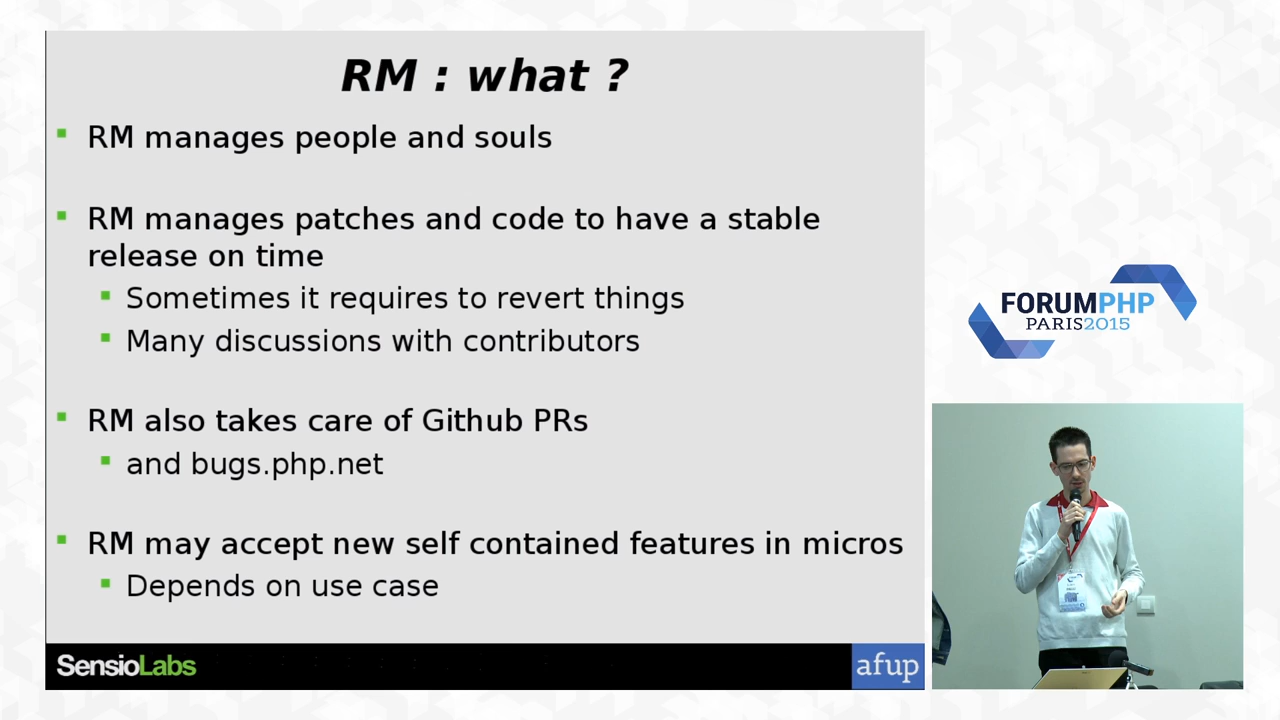 RM : what ?
RM manages people and souls
RM manages patches and code to have a stable
release on time
Sometimes it requires to revert things
Many discussions with contributors
RM also takes care of Github PRs
and bugs.php.net
RM may accept new self contained features in micros
Depends on use case
SensioLabs
afup
FORUMPHP
PARIS2015